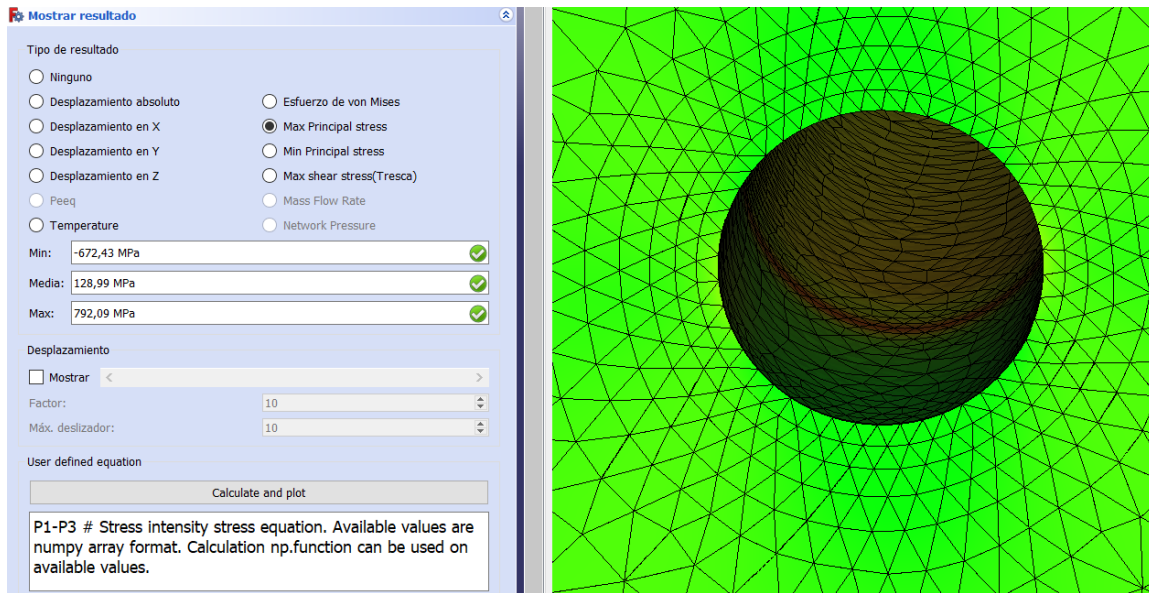 Mostrar resultado
Tipo de resultado
Ninguno
Desplazamiento absoluto
Esfuerzo de von Mises
Desplazamiento en X
Max Principal stress
Desplazamiento en Y
Min Principal stress
Desplazamiento en Z
Max shear stress(Tresca)
Peeq
Mass Flow Rate
Temperature
Network Pressure
Min: -672,43 MPa
Media: 128,99 MPa
Max: 792,09 MPa
Desplazamiento
Mostrar
Factor: 10
Máx. deslizador: 10
User defined equation
Calculate and plot
P1-P3 # Stress intensity stress equation. Available values are
numpy array format. Calculation np.function can be used on
available values.